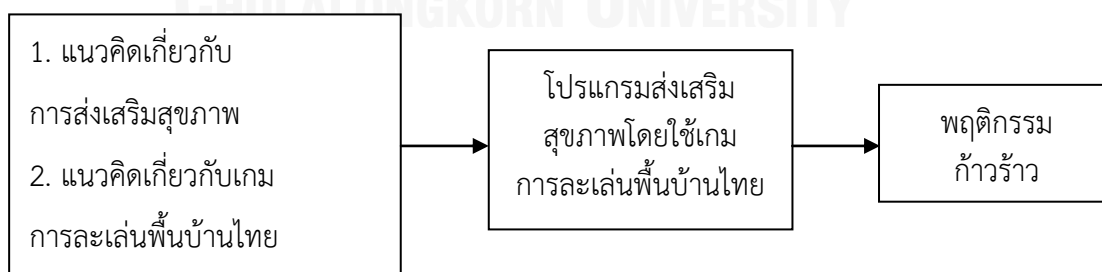 CHULALONGKORN UNIVERSITY
1. แนวคิดเกี่ยวกับ
การส่งเสริมสุขภาพ
2. แนวคิดเกี่ยวกับเกม
การละเล่นพื้นบ้านไทย
โปรแกรมส่งเสริม
สุขภาพโดยใช้เกม
การละเล่นพื้นบ้านไทย
พฤติกรรม
ก้าวร้าว